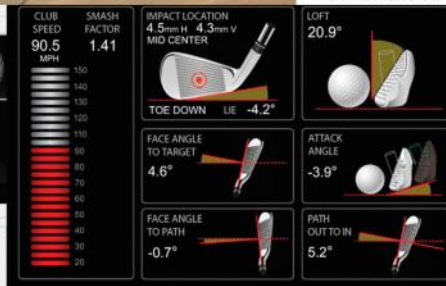 CLUB SPEED
90.5
MPH
SMASH FACTOR
1.41
150
140
130
120
110
90
80
70
60
50
40
30
20
IMPACT LOCATION
4.5mm H 4.3mm V
MID CENTER
TOE DOWN LIE -4.2°
LOFT
20.9°
FACE ANGLE
TO TARGET
4.6°
ATTACK
ANGLE
-3.9°
FACE ANGLE
TO PATH
-0.7°
PATH
OUT TO IN
5.2°